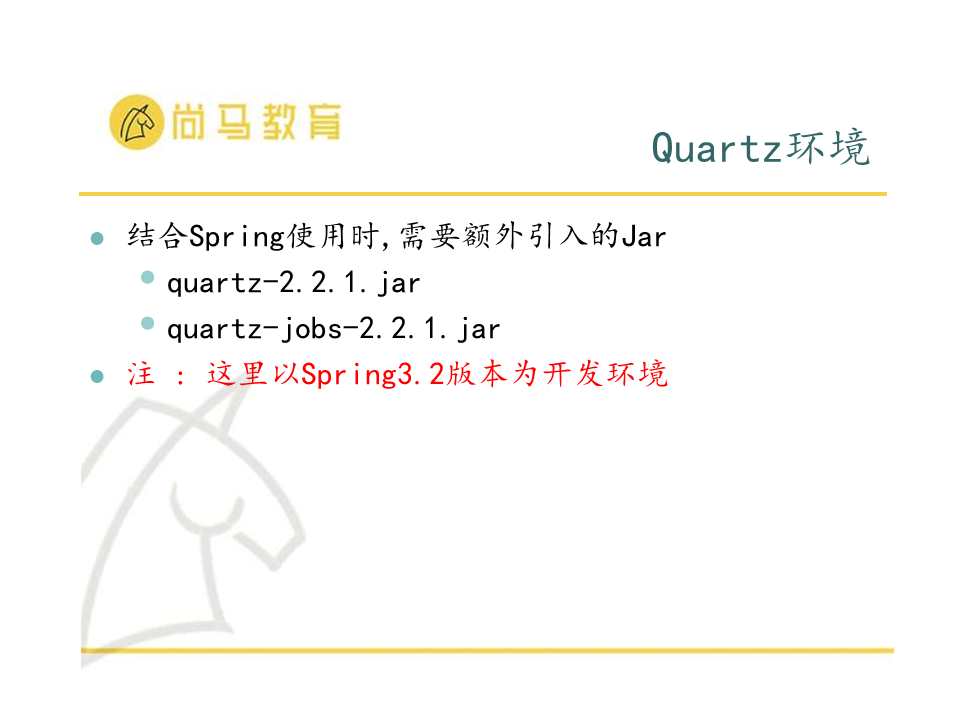 尚马教育
Quartz环境
结合Spring使用时,需要额外引入的Jar
quartz-2.2.1.jar
quartz-jobs-2.2.1.jar
注 : 这里以Spring3.2版本为开发环境